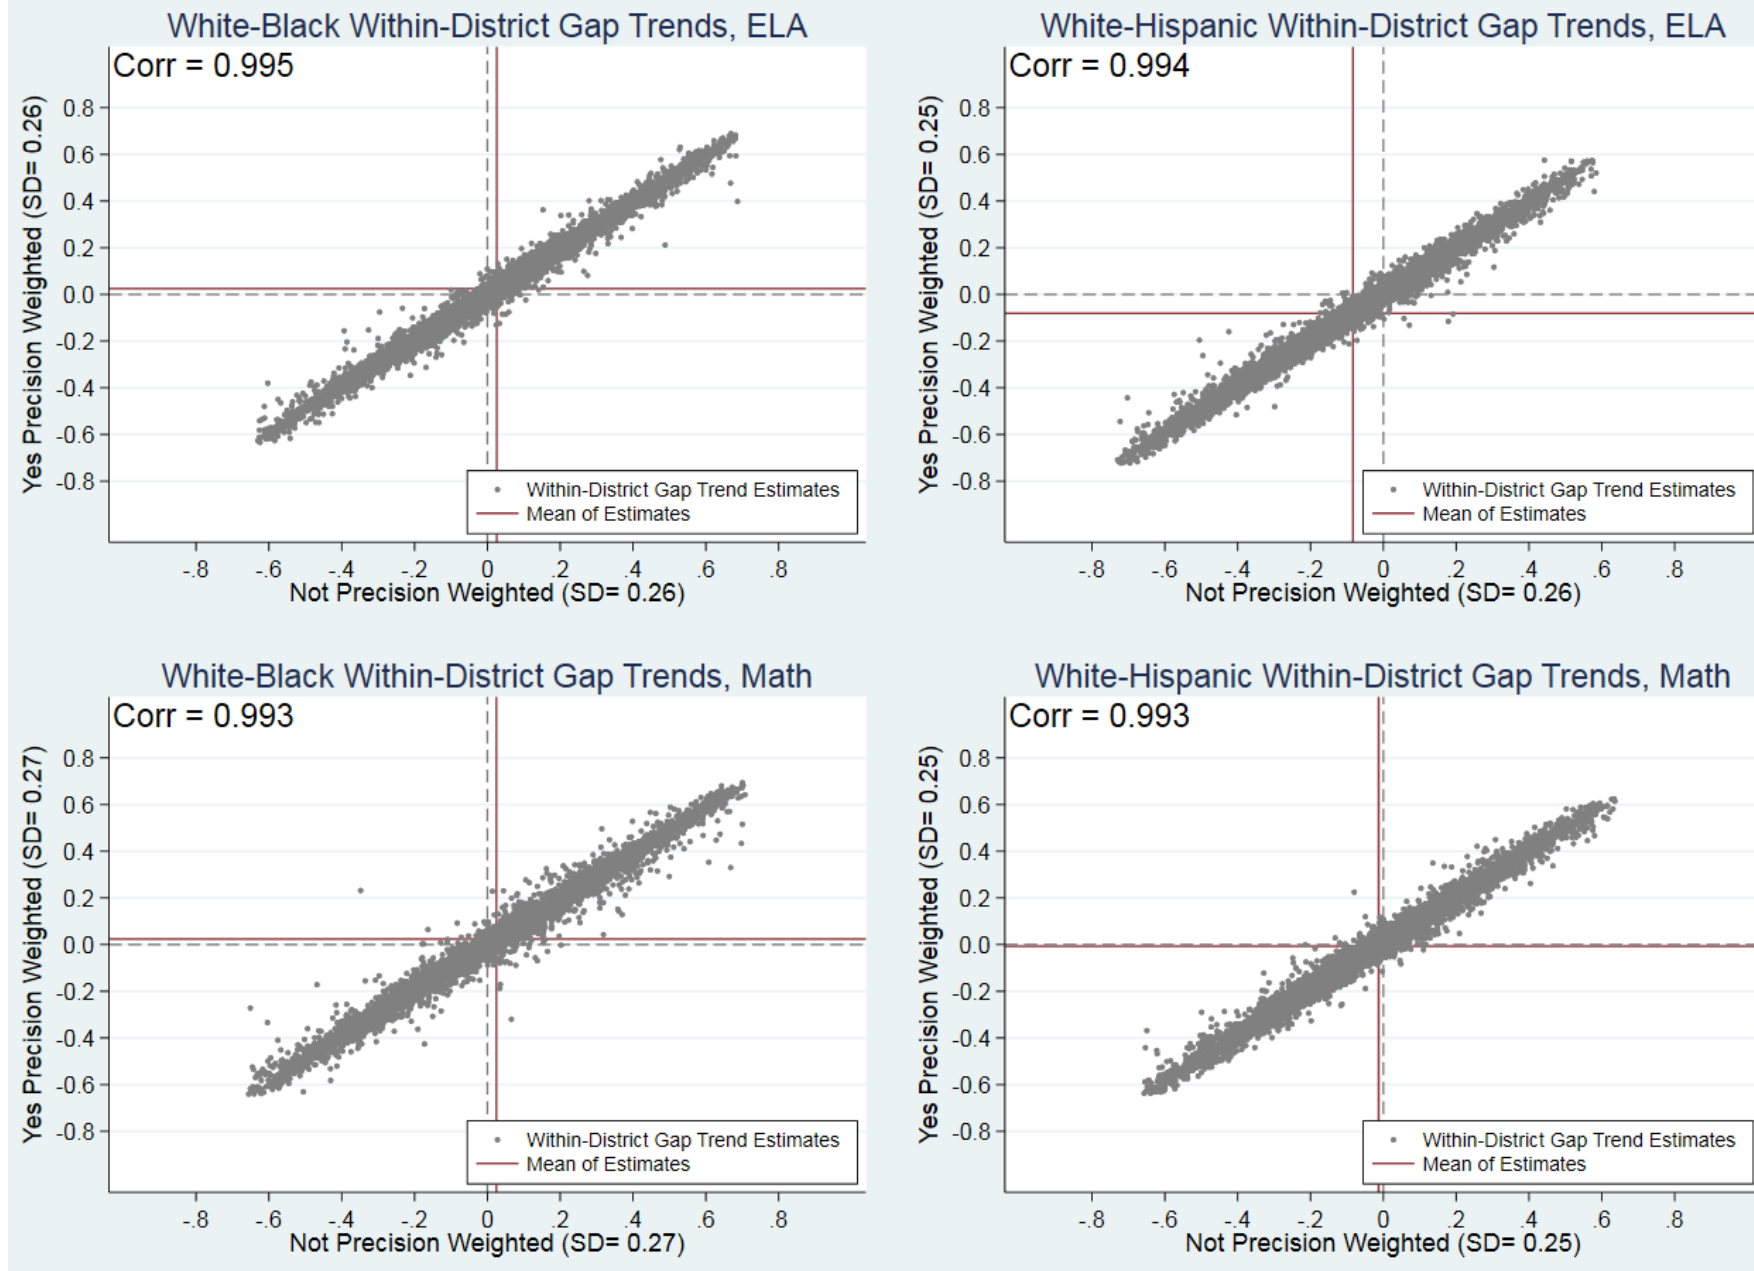 White-Black Within-District Gap Trends, ELA
Corr = 0.995
Yes Precision Weighted (SD= 0.26)
0.8
0.6
0.4
0.2
0.0
-0.2
-0.4
-0.6
-0.8
Within-District Gap Trend Estimates
Mean of Estimates
-.8 -.6 -.4 -.2 0 .2 .4 .6 .8
Not Precision Weighted (SD= 0.26)
White-Hispanic Within-District Gap Trends, ELA
Corr = 0.994
Yes Precision Weighted (SD= 0.25)
0.8
0.6
0.4
0.2
0.0
-0.2
-0.4
-0.6
-0.8
Within-District Gap Trend Estimates
Mean of Estimates
-.8 -.6 -.4 -.2 0 .2 .4 .6 .8
Not Precision Weighted (SD= 0.26)
White-Black Within-District Gap Trends, Math
Corr = 0.993
Yes Precision Weighted (SD= 0.27)
0.8
0.6
0.4
0.2
0.0
-0.2
-0.4
-0.6
-0.8
Within-District Gap Trend Estimates
Mean of Estimates
-.8 -.6 -.4 -.2 0 .2 .4 .6 .8
Not Precision Weighted (SD= 0.27)
White-Hispanic Within-District Gap Trends, Math
Corr = 0.993
Yes Precision Weighted (SD= 0.25)
0.8
0.6
0.4
0.2
0.0
-0.2
-0.4
-0.6
-0.8
Within-District Gap Trend Estimates
Mean of Estimates
-.8 -.6 -.4 -.2 0 .2 .4 .6 .8
Not Precision Weighted (SD= 0.25)